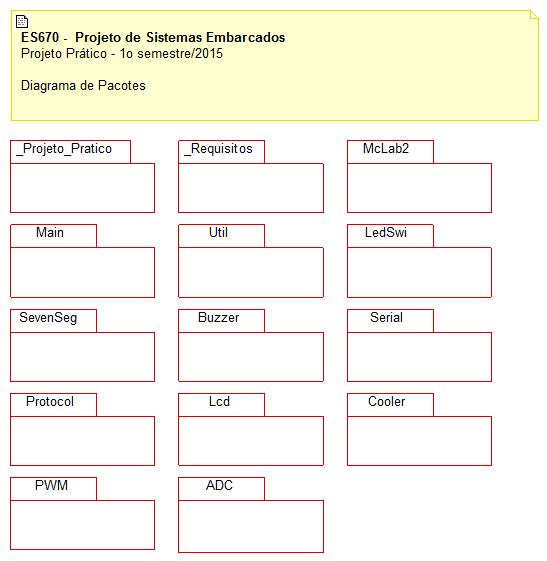 ES670 - Projeto de Sistemas Embarcados
Projeto Prático - 1o semestre/2015
Diagrama de Pacotes
_Projeto_Pratico
_Requisitos
McLab2
Main
Util
LedSwi
SevenSeg
Buzzer
Serial
Protocol
Lcd
Cooler
PWM
ADC